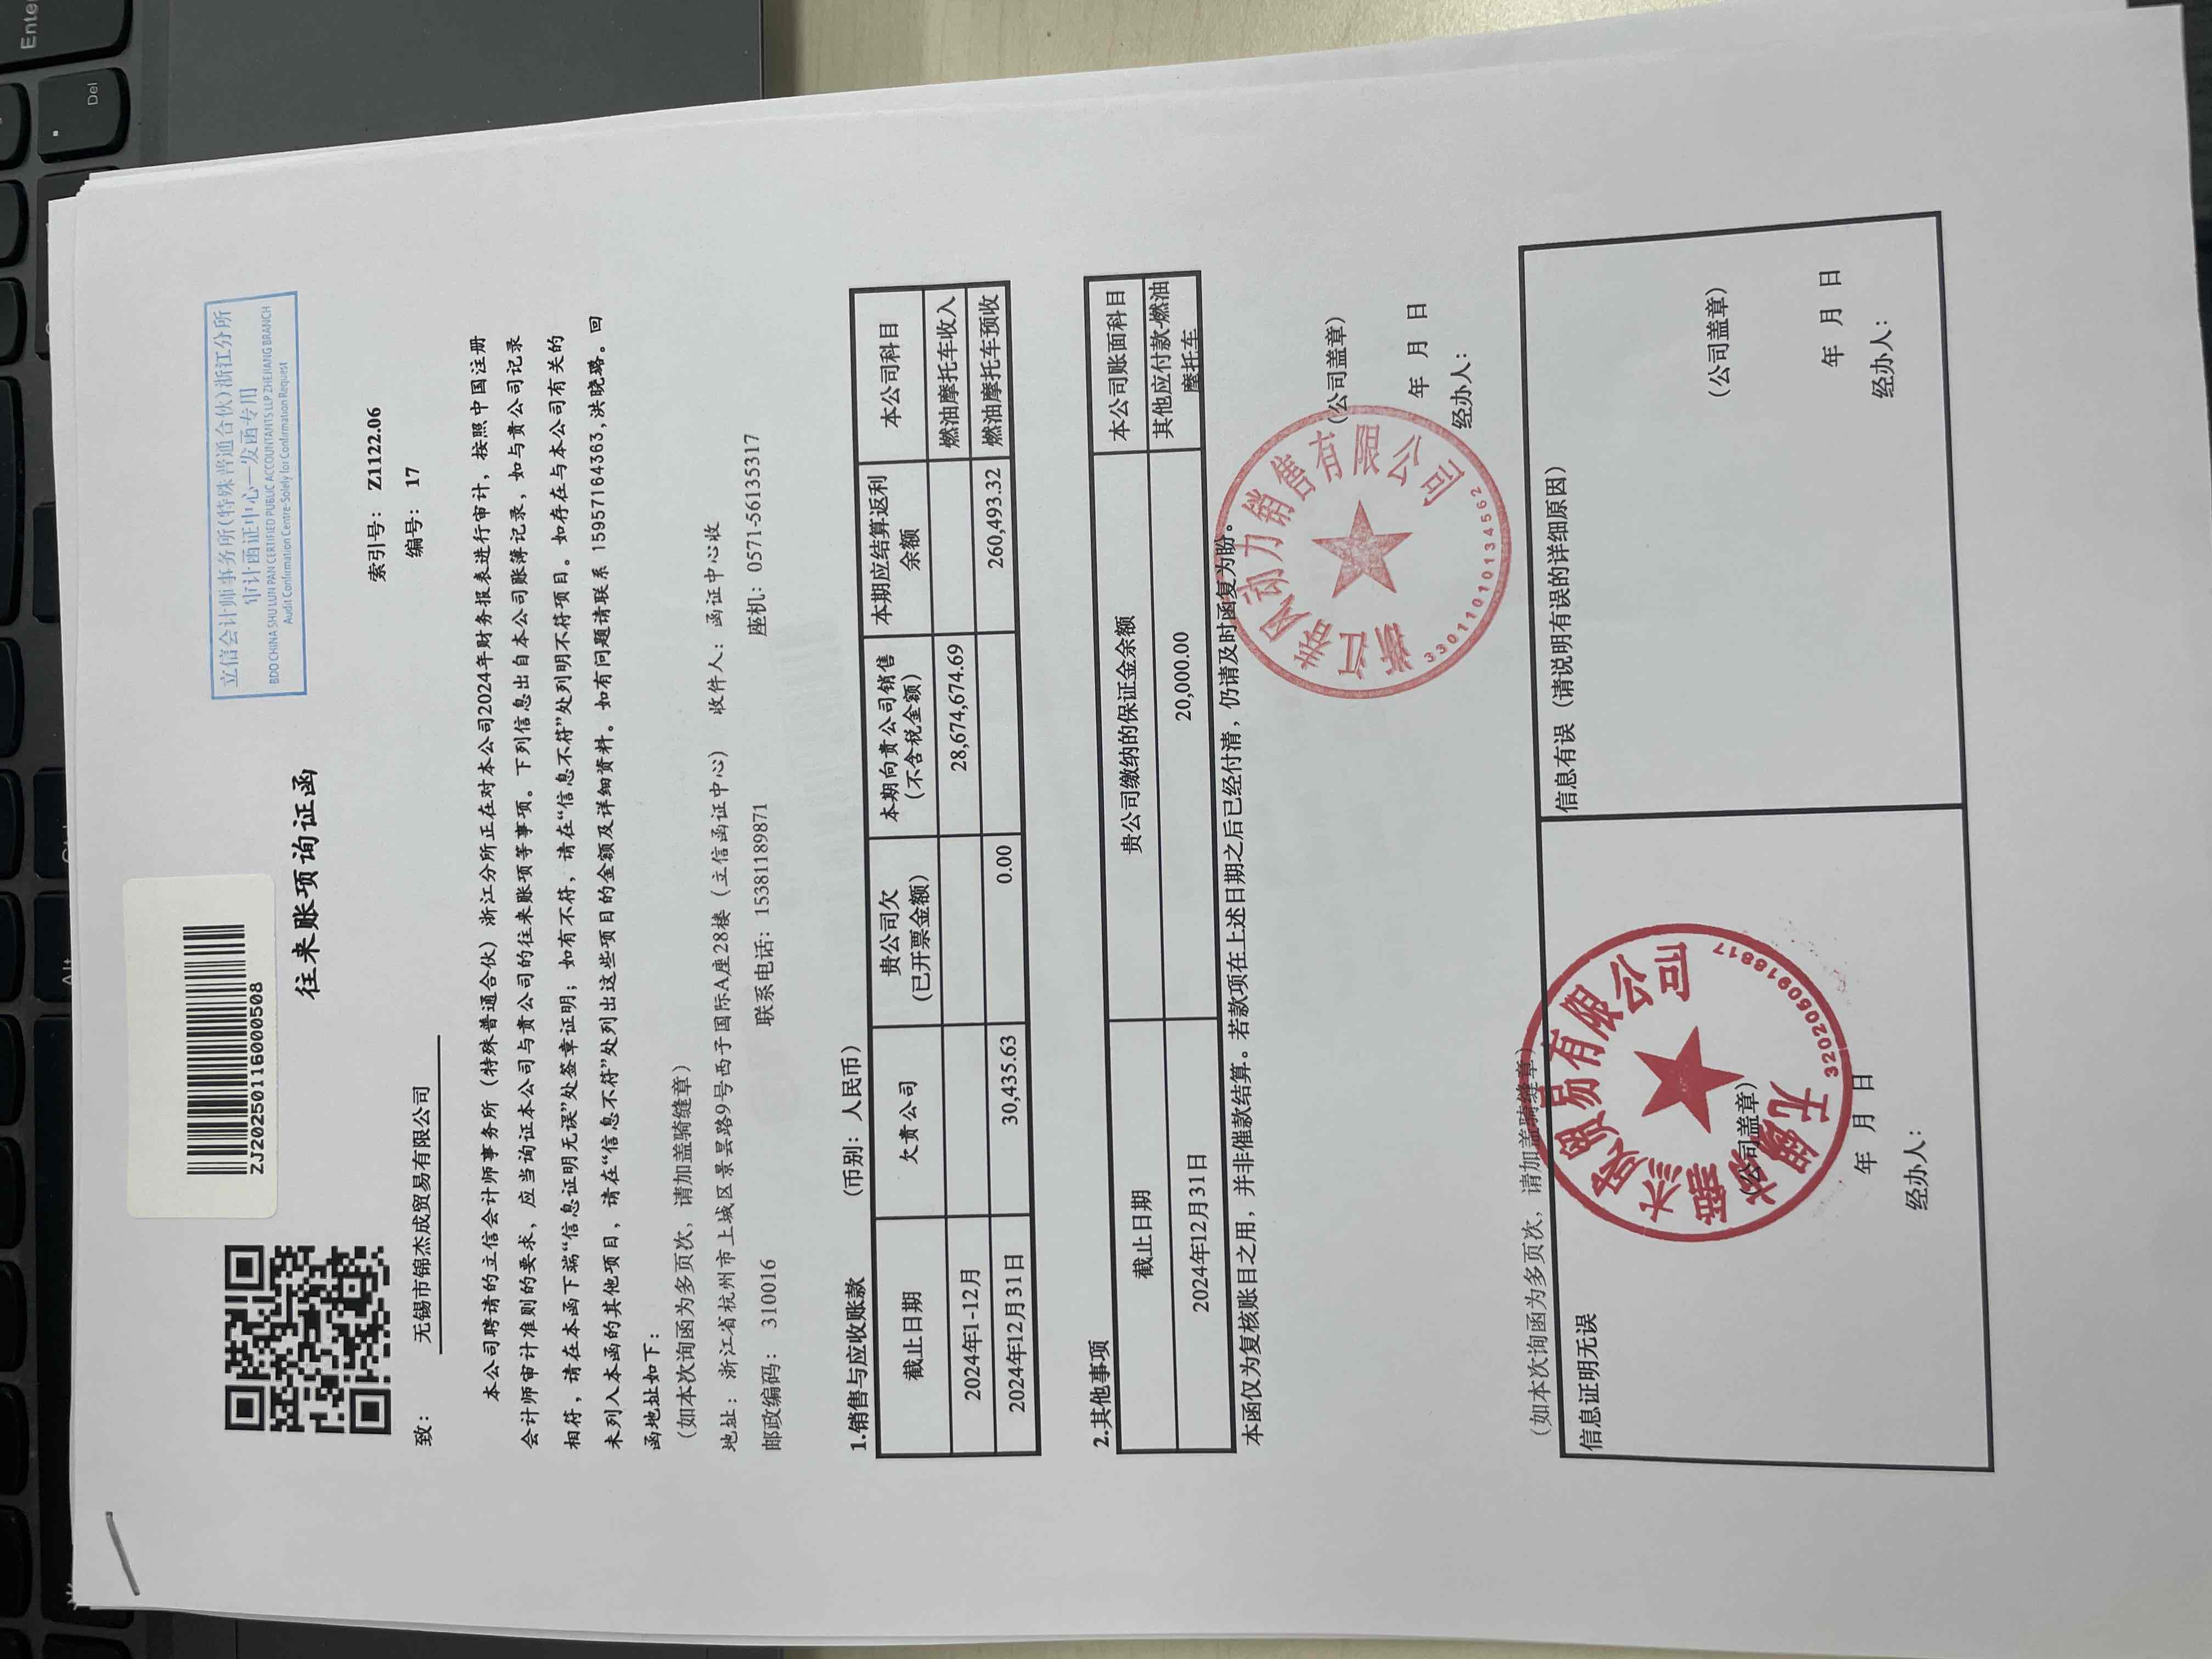 Alt
Enter
Del
ZJ20250116000508
立信会计师事务所(特殊普通合伙)浙江分所
审计函证中心—发函专用
BDO CHINA SHU LUN PAN CERTIFIED PUBLIC ACCOUNTANTS LLP ZHEJIANG BRANCH
Audit Confirmation Centre-Solely for Confirmation Request
往来账项询证函
索引号： Z1122.06
编号： 17
致： 无锡市锦杰成贸易有限公司
本公司聘请的立信会计师事务所（特殊普通合伙）浙江分所正在对本公司2024年财务报表进行审计，按照中国注册
会计师审计准则的要求，应当询证本公司与贵公司的往来账项等事项。下列信息出自本公司账簿记录，如与贵公司记录
相符，请在本函下端“信息证明无误”处签章证明；如有不符，请在“信息不符”处列明不符项目。如存在与本公司有关的
未列入本函的其他项目，请在“信息不符”处列出这些项目的金额及详细资料。如有问题请联系 15957164363,洪晓璐。回
函地址如下：
（如本次询函为多页次，请加盖骑缝章）
地址：浙江省杭州市上城区景昙路9号西子国际A座28楼（立信函证中心） 收件人：函证中心收
邮政编码： 310016 联系电话：15381189871 座机：0571-56135317
1.销售与应收账款 （币别：人民币）
截止日期 欠贵公司 贵公司欠（已开票金额） 本期向贵公司销售（不含税金额） 本期应结算返利余额 本公司科目
2024年1-12月 28,674,674.69 燃油摩托车收入
2024年12月31日 30,435.63 0.00 260,493.32 燃油摩托车预收
2.其他事项
截止日期 贵公司缴纳的保证金余额 本公司账面科目
2024年12月31日 20,000.00 其他应付款-燃油摩托车
本函仅为复核账目之用，并非催款结算。若款项在上述日期之后已经付清，仍请及时函复为盼。
浙江春风动力销售有限公司
33011010134562
（公司盖章）
年 月 日
经办人：
（如本次询函为多页次，请加盖骑缝章）
信息证明无误
无锡市锦杰成贸易有限公司
3202050918817
（公司盖章）
年 月 日
经办人：
信息有误（请说明有误的详细原因）
（公司盖章）
年 月 日
经办人：